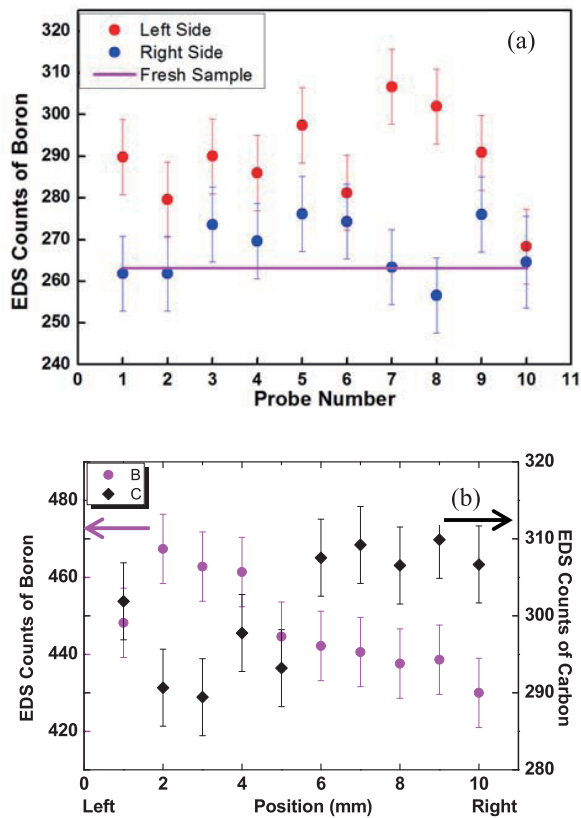 (a)
Left Side
Right Side
Fresh Sample
EDS Counts of Boron
325
310
300
290
280
270
260
250
240
0 1 2 3 4 5 6 7 8 9 10 11
Probe Number
(b)
B
C
EDS Counts of Boron
480
460
440
420
EDS Counts of Carbon
320
310
300
290
280
0 2 4 6 8 10
Left Position (mm) Right